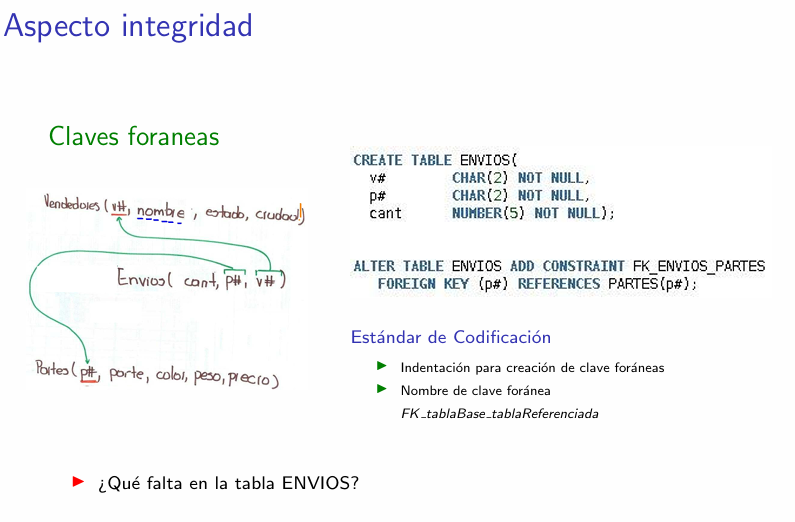 Aspecto integridad
Claves foraneas
Vendedores (v#, nombre, estado, ciudad)
Envios( cant, p#, v# )
Partes( p#, parte, color, peso, precio)
CREATE TABLE ENVIOS(
v# CHAR(2) NOT NULL,
p# CHAR(2) NOT NULL,
cant NUMBER(5) NOT NULL);
ALTER TABLE ENVIOS ADD CONSTRAINT FK_ENVIOS_PARTES
FOREIGN KEY (p#) REFERENCES PARTES(p#);
Estándar de Codificación
Indentación para creación de clave foráneas
Nombre de clave foránea
FK_tablaBase_tablaReferenciada
¿Qué falta en la tabla ENVIOS?